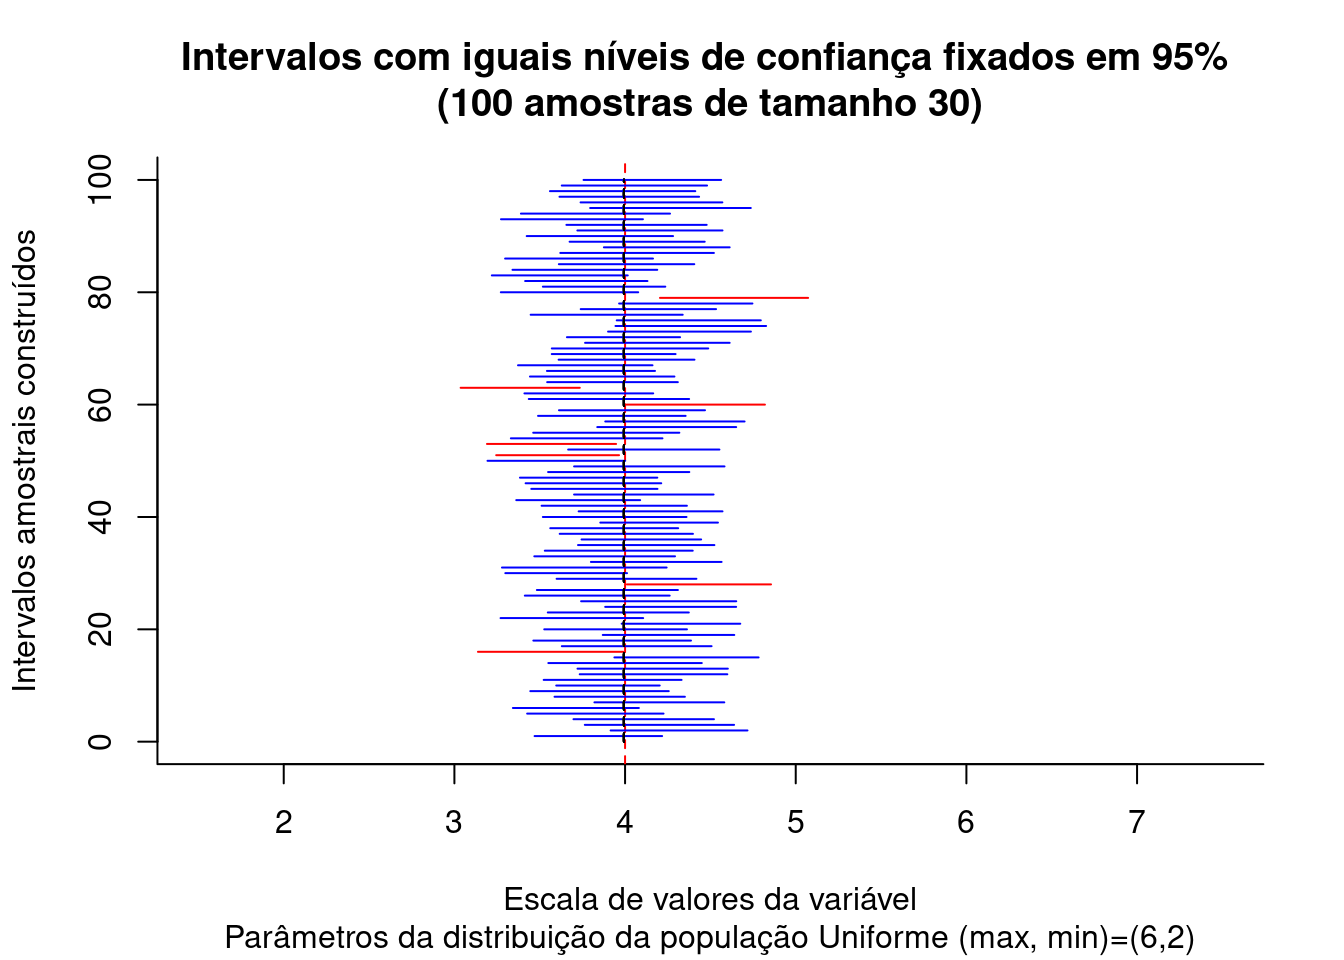 Intervalos com iguais níveis de confiança fixados em 95%
(100 amostras de tamanho 30)
Intervalos amostrais construídos
100
80
60
40
20
0
2 3 4 5 6 7
Escala de valores da variável
Parâmetros da distribuição da população Uniforme (max, min)=(6,2)